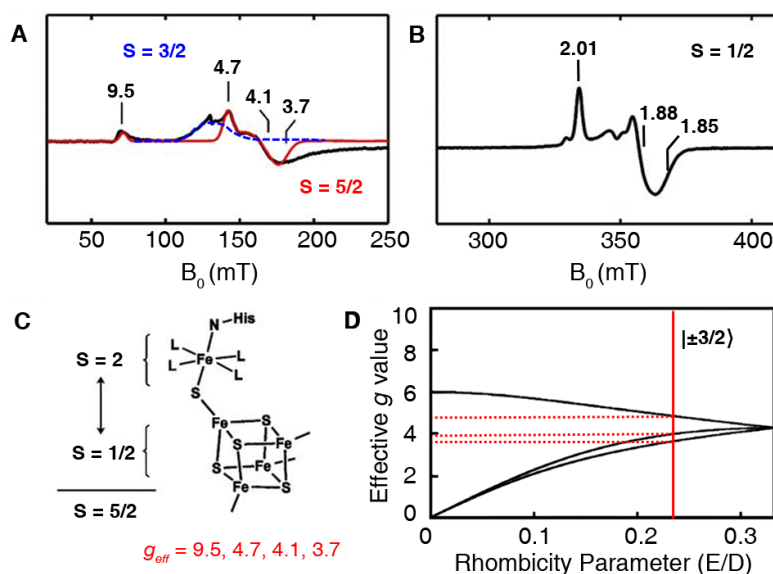 A
S = 3/2
9.5
4.7
4.1
3.7
S = 5/2
50
100
150
200
250
B0 (mT)
B
S = 1/2
2.01
1.88
1.85
300
350
400
B0 (mT)
C
N-His
S = 2
L
L
Fe
L
L
S
Fe
S
S = 1/2
S
Fe
S
Fe
Fe
S
S = 5/2
geff = 9.5, 4.7, 4.1, 3.7
D
10
8
6
4
2
0
Effective g value
|±3/2⟩
0
0.1
0.2
0.3
Rhombicity Parameter (E/D)